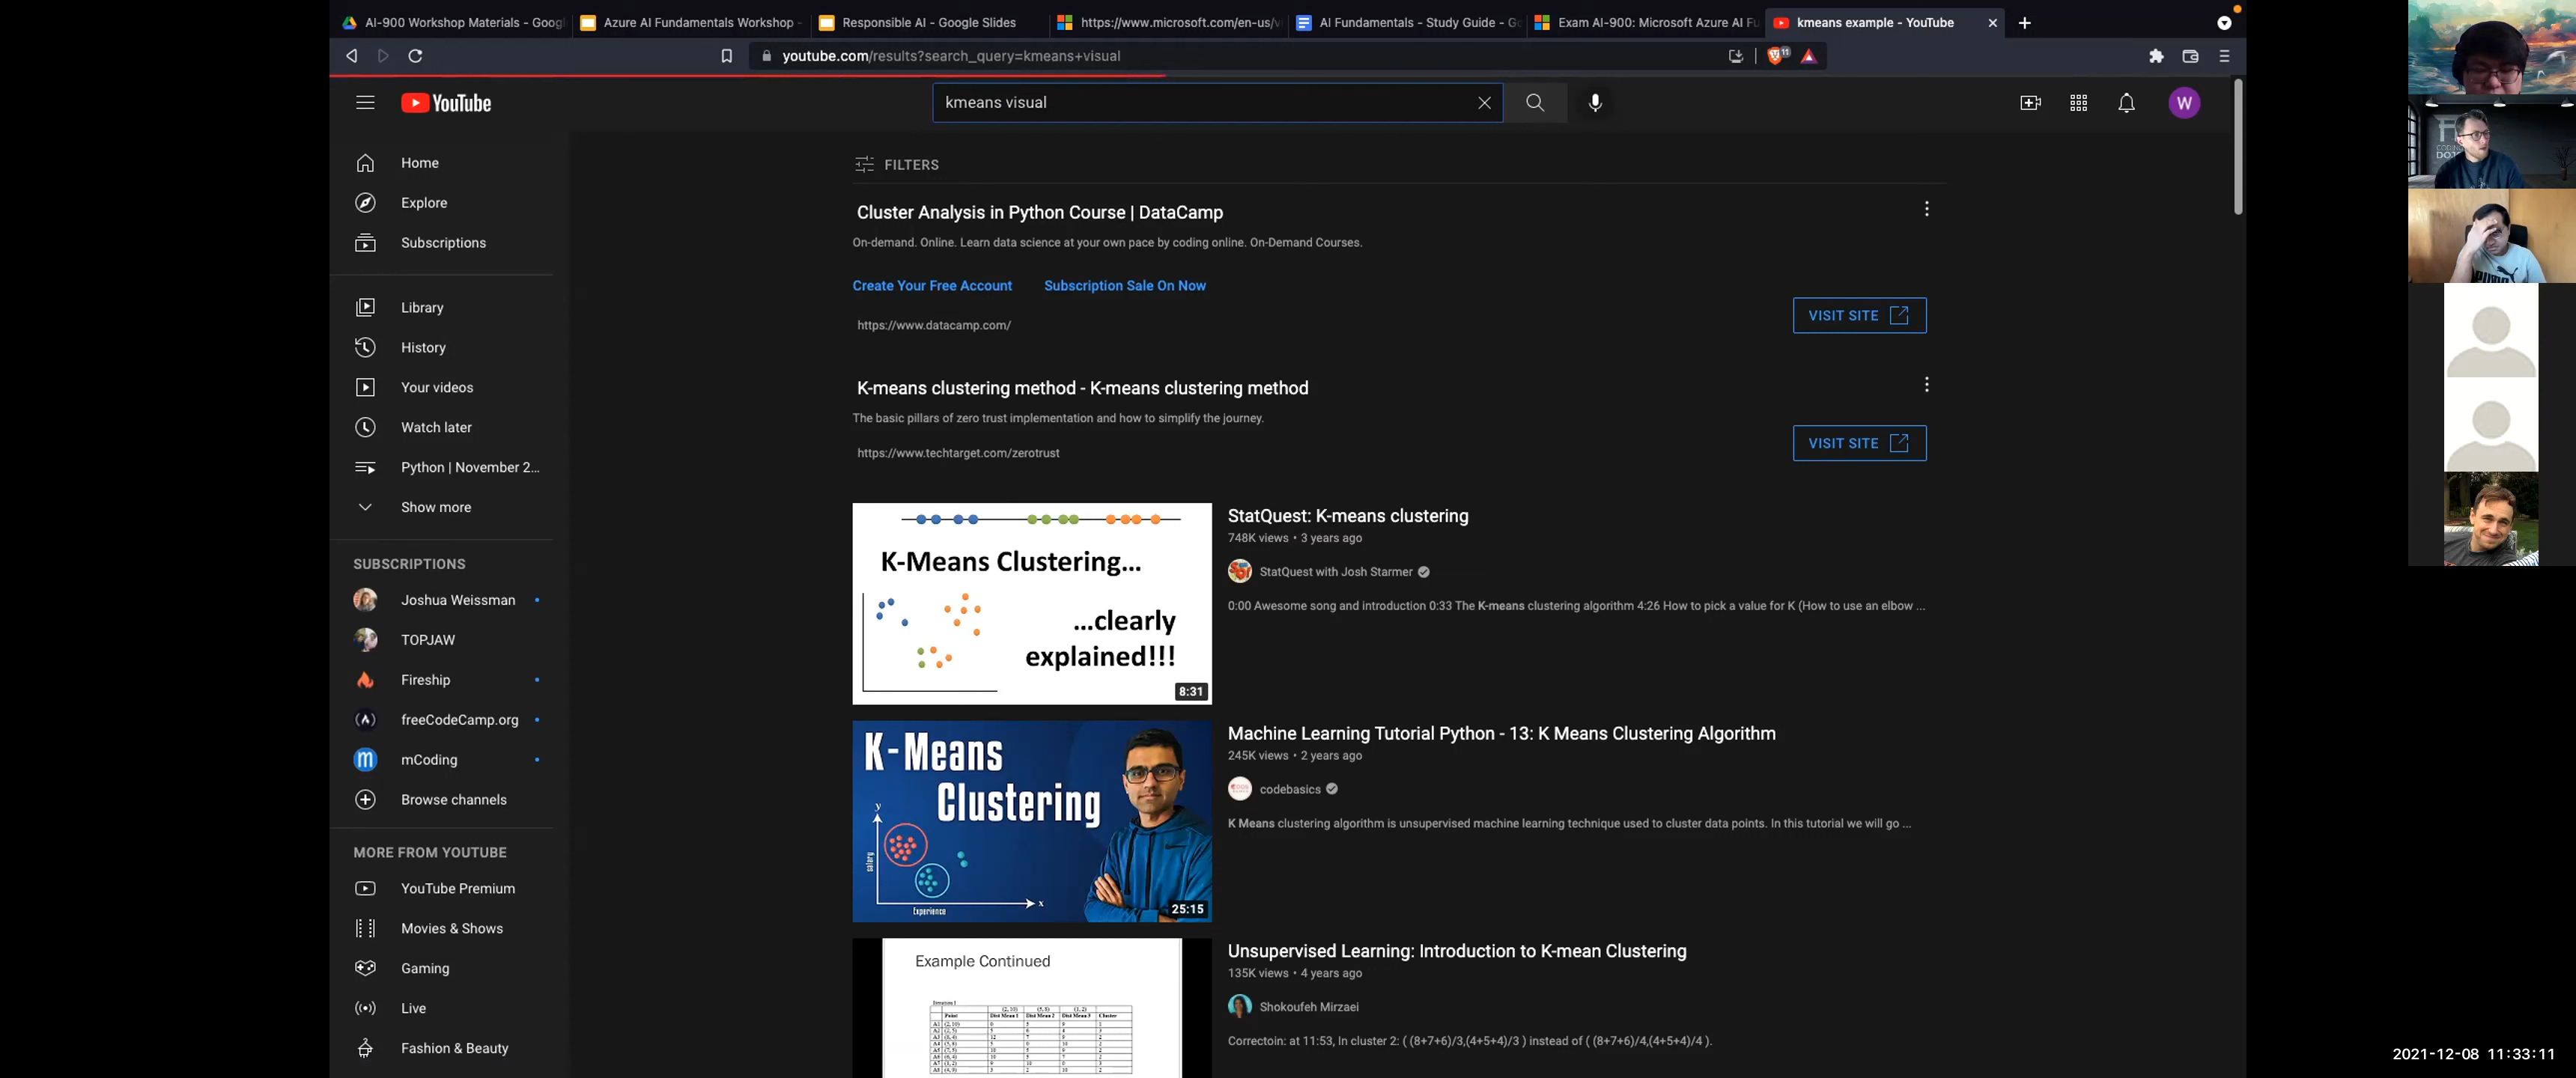 AI-900 Workshop Materials - Googl
Azure AI Fundamentals Workshop -
Responsible AI - Google Slides
https://www.microsoft.com/en-us/v
AI Fundamentals - Study Guide - Go
Exam AI-900: Microsoft Azure AI Fu
kmeans example - YouTube
youtube.com/results?search_query=kmeans+visual
11
YouTube
kmeans visual
W
Home
Explore
Subscriptions
Library
History
Your videos
Watch later
Python | November 2...
Show more
SUBSCRIPTIONS
Joshua Weissman
TOPJAW
Fireship
freeCodeCamp.org
mCoding
Browse channels
MORE FROM YOUTUBE
YouTube Premium
Movies & Shows
Gaming
Live
Fashion & Beauty
FILTERS
Cluster Analysis in Python Course | DataCamp
On-demand. Online. Learn data science at your own pace by coding online. On-Demand Courses.
Create Your Free Account Subscription Sale On Now
https://www.datacamp.com/
VISIT SITE
K-means clustering method - K-means clustering method
The basic pillars of zero trust implementation and how to simplify the journey.
https://www.techtarget.com/zerotrust
VISIT SITE
K-Means Clustering...
...clearly
explained!!!
8:31
StatQuest: K-means clustering
748K views • 3 years ago
StatQuest with Josh Starmer
0:00 Awesome song and introduction 0:33 The K-means clustering algorithm 4:26 How to pick a value for K (How to use an elbow ...
K-Means
Clustering
y
salary
Experience
x
25:15
Machine Learning Tutorial Python - 13: K Means Clustering Algorithm
245K views • 2 years ago
codebasics
K Means clustering algorithm is unsupervised machine learning technique used to cluster data points. In this tutorial we will go ...
Example Continued
Unsupervised Learning: Introduction to K-mean Clustering
135K views • 4 years ago
Shokoufeh Mirzaei
Correctoin: at 11:53, In cluster 2: ( (8+7+6)/3,(4+5+4)/3 ) instead of ( (8+7+6)/4,(4+5+4)/4 ).
2021-12-08 11:33:11